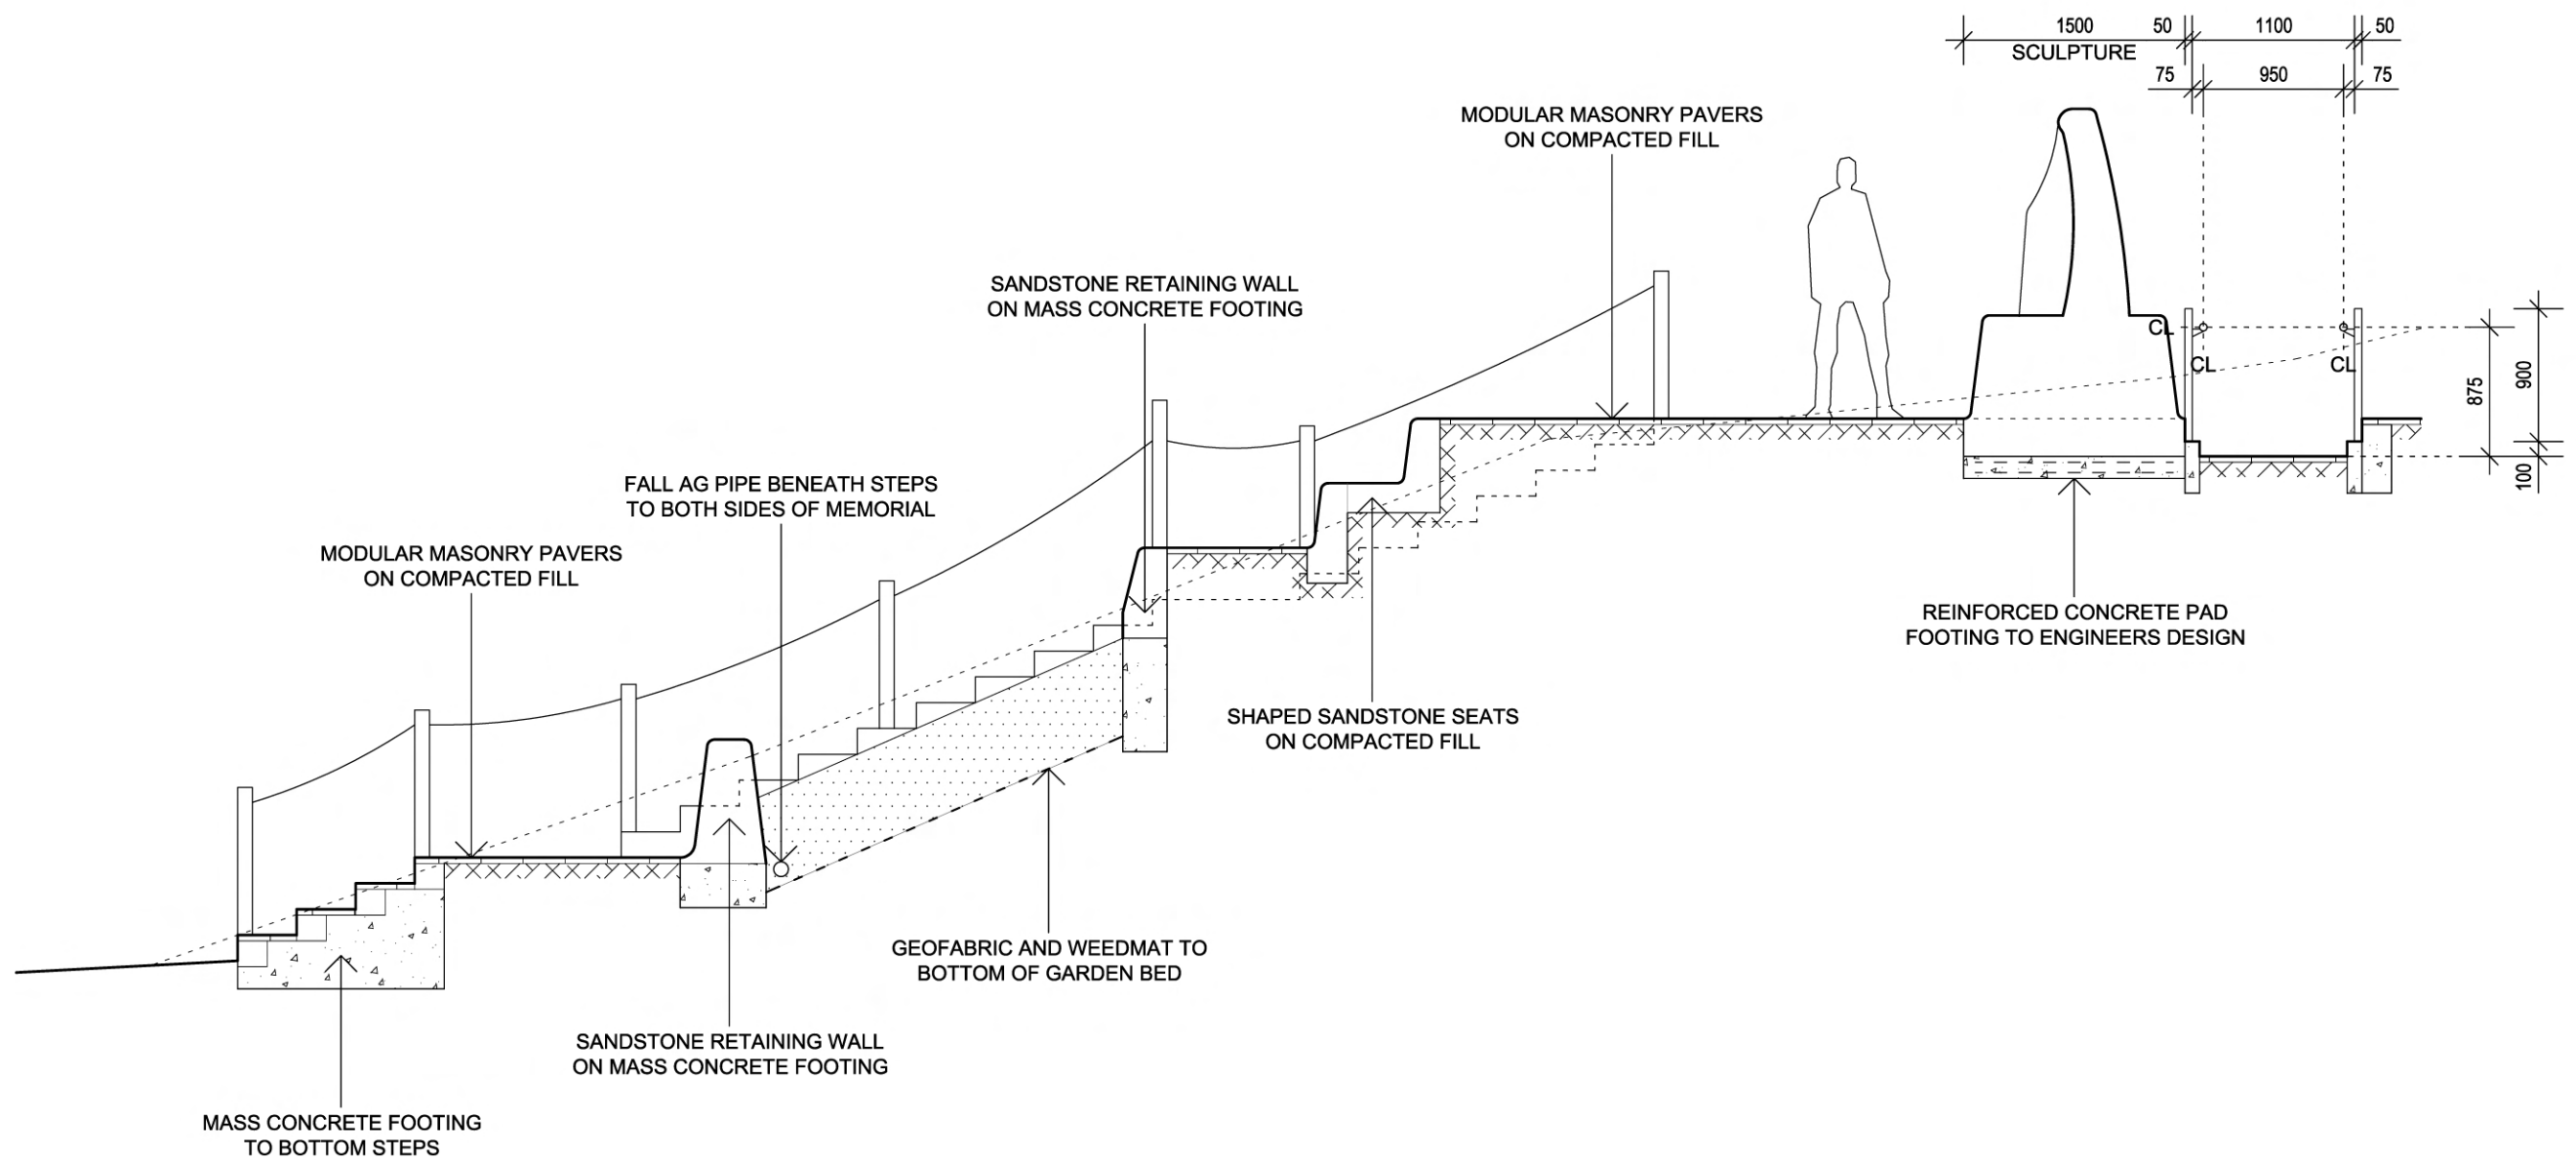 1500
50
1100
50
SCULPTURE
75
950
75
MODULAR MASONRY PAVERS
ON COMPACTED FILL
SANDSTONE RETAINING WALL
ON MASS CONCRETE FOOTING
CL
CL
CL
875
900
100
FALL AG PIPE BENEATH STEPS
TO BOTH SIDES OF MEMORIAL
MODULAR MASONRY PAVERS
ON COMPACTED FILL
REINFORCED CONCRETE PAD
FOOTING TO ENGINEERS DESIGN
SHAPED SANDSTONE SEATS
ON COMPACTED FILL
GEOFABRIC AND WEEDMAT TO
BOTTOM OF GARDEN BED
SANDSTONE RETAINING WALL
ON MASS CONCRETE FOOTING
MASS CONCRETE FOOTING
TO BOTTOM STEPS